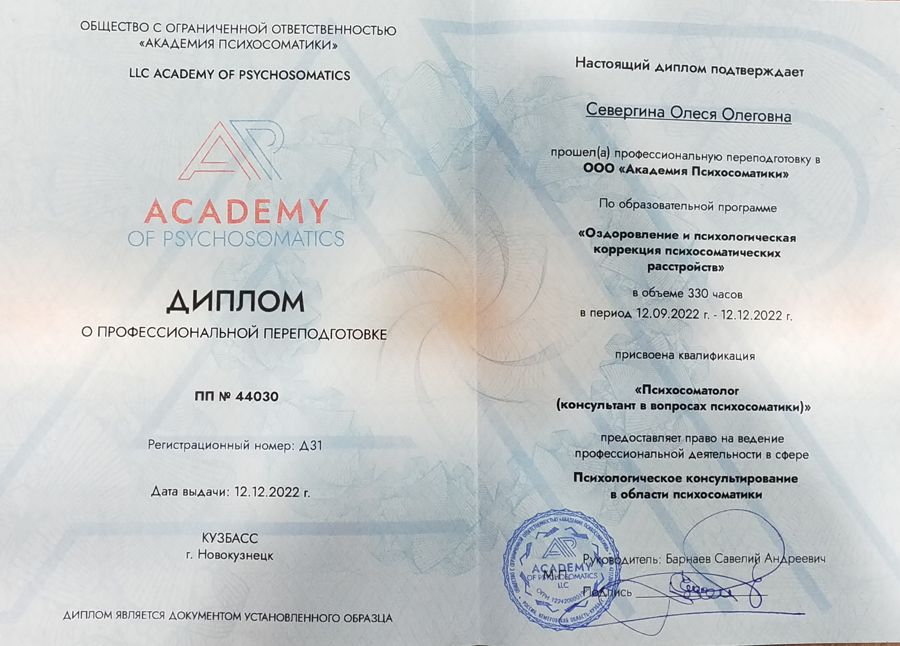 ОБЩЕСТВО С ОГРАНИЧЕННОЙ ОТВЕТСТВЕННОСТЬЮ
«АКАДЕМИЯ ПСИХОСОМАТИКИ»
LLC ACADEMY OF PSYCHOSOMATICS
ACADEMY
OF PSYCHOSOMATICS
ДИПЛОМ
О ПРОФЕССИОНАЛЬНОЙ ПЕРЕПОДГОТОВКЕ
ПП № 44030
Регистрационный номер: Д31
Дата выдачи: 12.12.2022 г.
КУЗБАСС
г. Новокузнецк
ДИПЛОМ ЯВЛЯЕТСЯ ДОКУМЕНТОМ УСТАНОВЛЕННОГО ОБРАЗЦА
Настоящий диплом подтверждает
Севергина Олеся Олеговна
прошел(а) профессиональную переподготовку в
ООО «Академия Психосоматики»
По образовательной программе
«Оздоровление и психологическая
коррекция психосоматических
расстройств»
в объеме 330 часов
в период 12.09.2022 г. - 12.12.2022 г.
присвоена квалификация
«Психосоматолог
(консультант в вопросах психосоматики)»
предоставляет право на ведение
профессиональной деятельности в сфере
Психологическое консультирование
в области психосоматики
Руководитель: Барнаев Савелий Андреевич
М.П.
Подпись
ACADEMY
OF PSYCHOSOMATICS
LLC